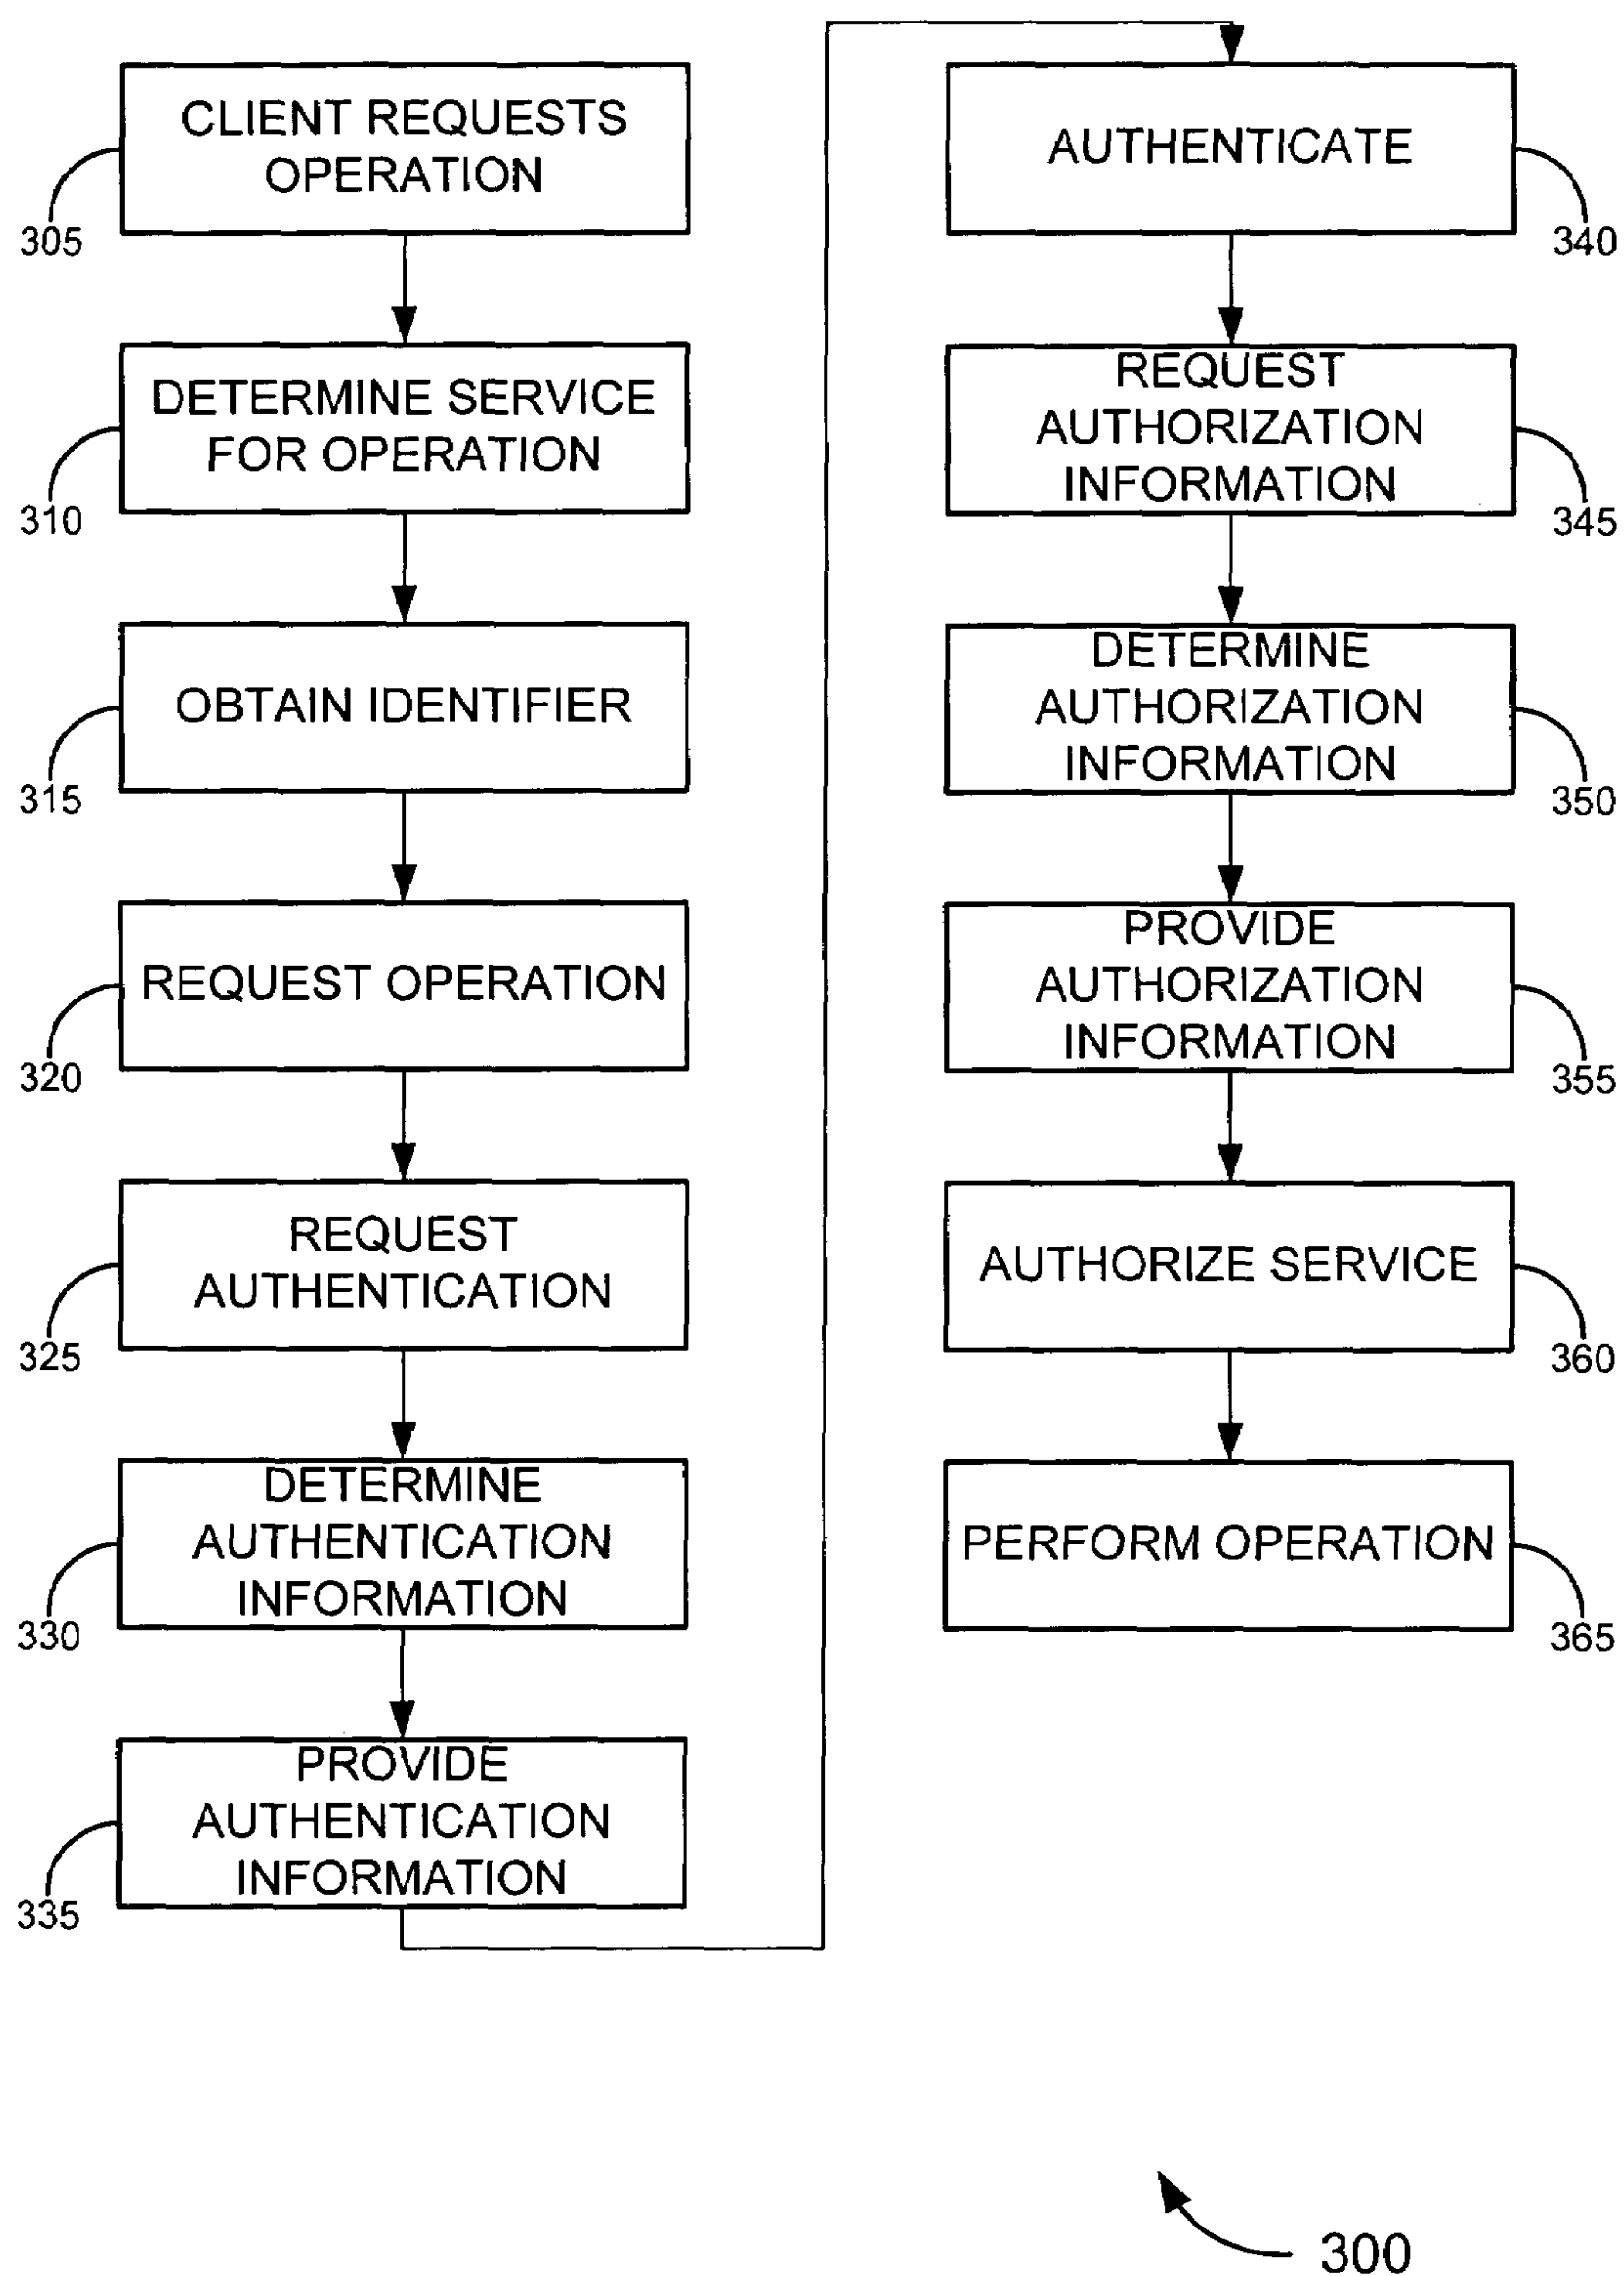 CLIENT REQUESTS
OPERATION
305
DETERMINE SERVICE
FOR OPERATION
310
OBTAIN IDENTIFIER
315
REQUEST OPERATION
320
REQUEST
AUTHENTICATION
325
DETERMINE
AUTHENTICATION
INFORMATION
330
PROVIDE
AUTHENTICATION
INFORMATION
335
AUTHENTICATE
340
REQUEST
AUTHORIZATION
INFORMATION
345
DETERMINE
AUTHORIZATION
INFORMATION
350
PROVIDE
AUTHORIZATION
INFORMATION
355
AUTHORIZE SERVICE
360
PERFORM OPERATION
365
300